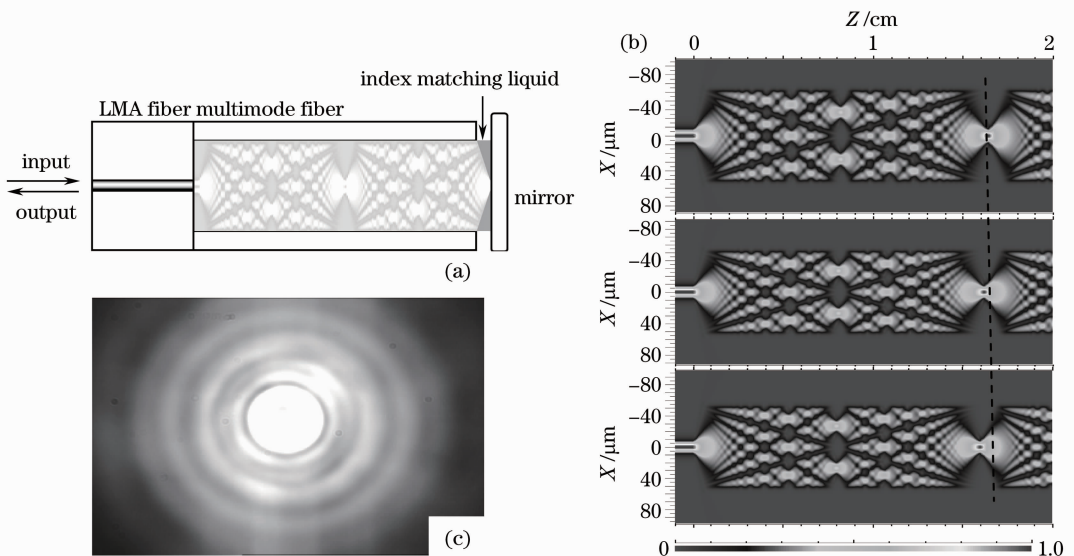 index matching liquid
LMA fiber multimode fiber
input
output
mirror
(a)
(b)
Z /cm
0 1 2
−80
−40
0
40
80
X /μm
−80
−40
0
40
80
X /μm
−80
−40
0
40
80
X /μm
0 1.0
(c)